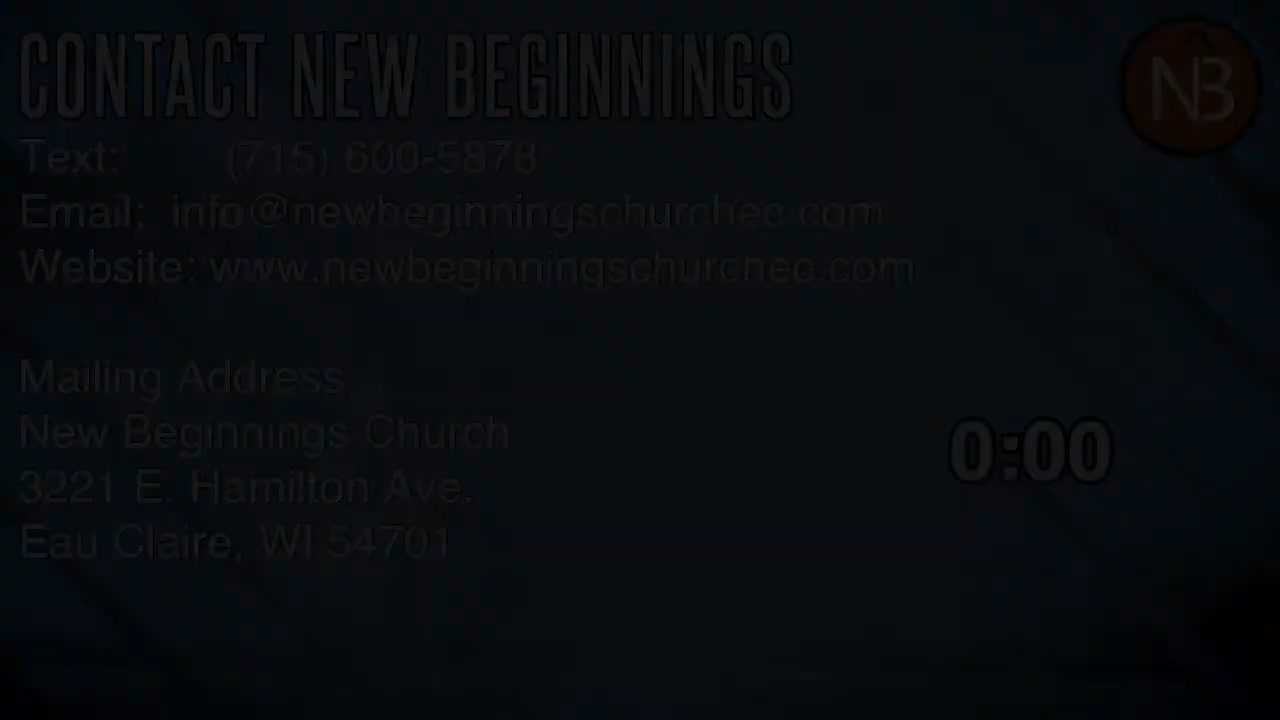 CONTACT NEW BEGINNINGS
NB
Text: (715) 600-5878
Email: info@newbeginningschurchec.com
Website: www.newbeginningschurchec.com
Mailing Address
New Beginnings Church
3221 E. Hamilton Ave.
Eau Claire, WI 54701
0:00